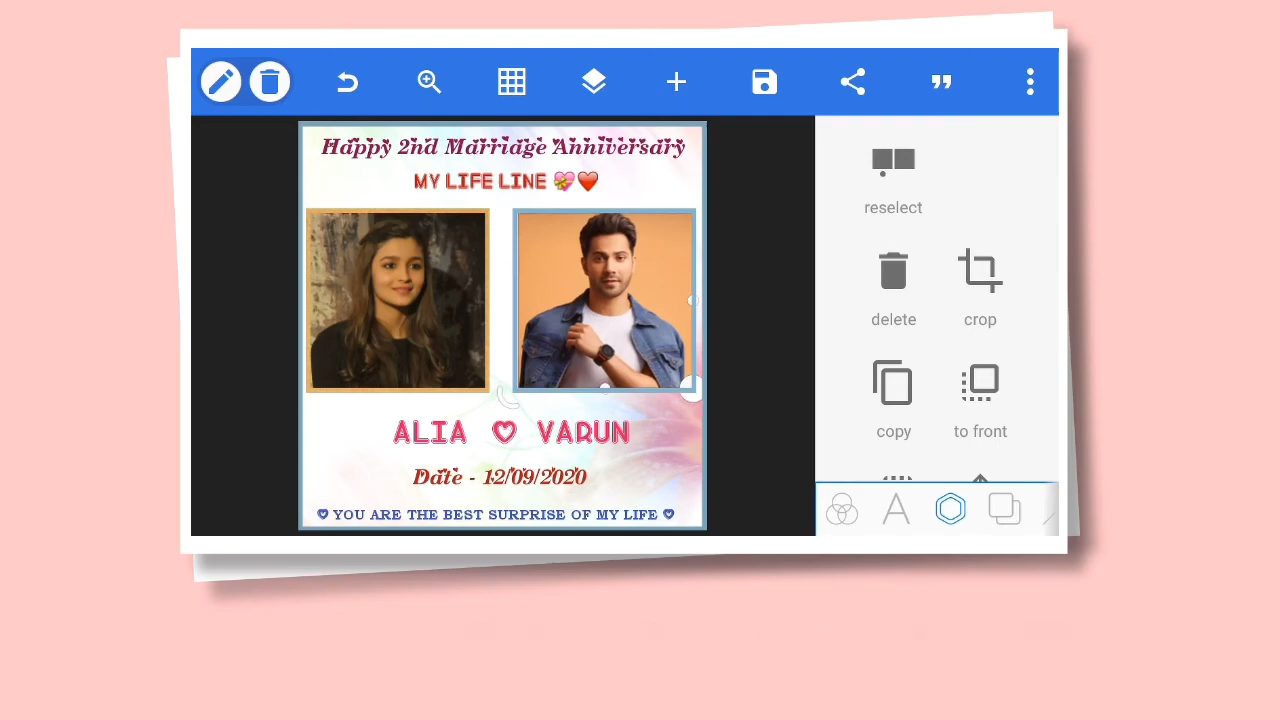 Happy 2nd Marriage Anniversary
MY LIFE LINE 💝❤️
reselect
delete
crop
copy
to front
ALIA ♡ VARUN
Date - 12/09/2020
💟 YOU ARE THE BEST SURPRISE OF MY LIFE 💟